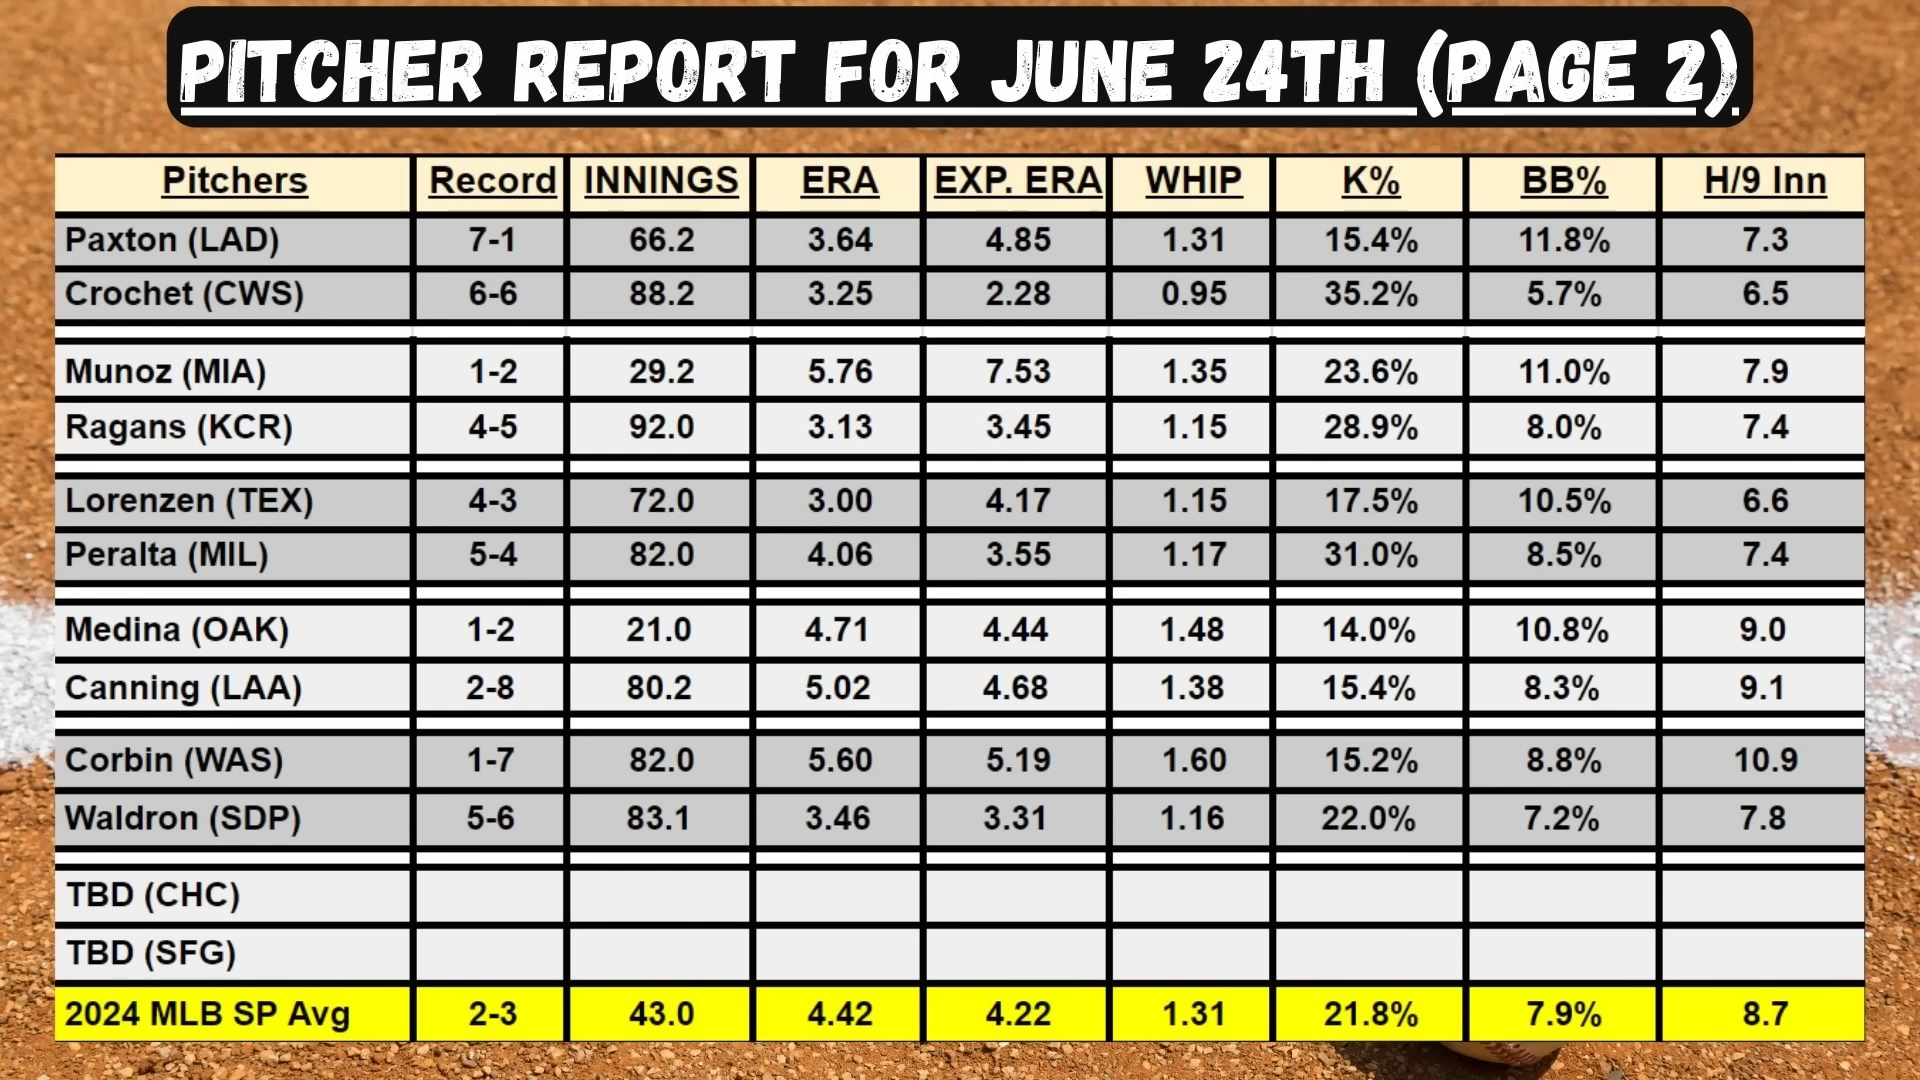 PITCHER REPORT FOR JUNE 24TH (PAGE 2)
Pitchers Record INNINGS ERA EXP. ERA WHIP K% BB% H/9 Inn
Paxton (LAD) 7-1 66.2 3.64 4.85 1.31 15.4% 11.8% 7.3
Crochet (CWS) 6-6 88.2 3.25 2.28 0.95 35.2% 5.7% 6.5
Munoz (MIA) 1-2 29.2 5.76 7.53 1.35 23.6% 11.0% 7.9
Ragans (KCR) 4-5 92.0 3.13 3.45 1.15 28.9% 8.0% 7.4
Lorenzen (TEX) 4-3 72.0 3.00 4.17 1.15 17.5% 10.5% 6.6
Peralta (MIL) 5-4 82.0 4.06 3.55 1.17 31.0% 8.5% 7.4
Medina (OAK) 1-2 21.0 4.71 4.44 1.48 14.0% 10.8% 9.0
Canning (LAA) 2-8 80.2 5.02 4.68 1.38 15.4% 8.3% 9.1
Corbin (WAS) 1-7 82.0 5.60 5.19 1.60 15.2% 8.8% 10.9
Waldron (SDP) 5-6 83.1 3.46 3.31 1.16 22.0% 7.2% 7.8
TBD (CHC)
TBD (SFG)
2024 MLB SP Avg 2-3 43.0 4.42 4.22 1.31 21.8% 7.9% 8.7